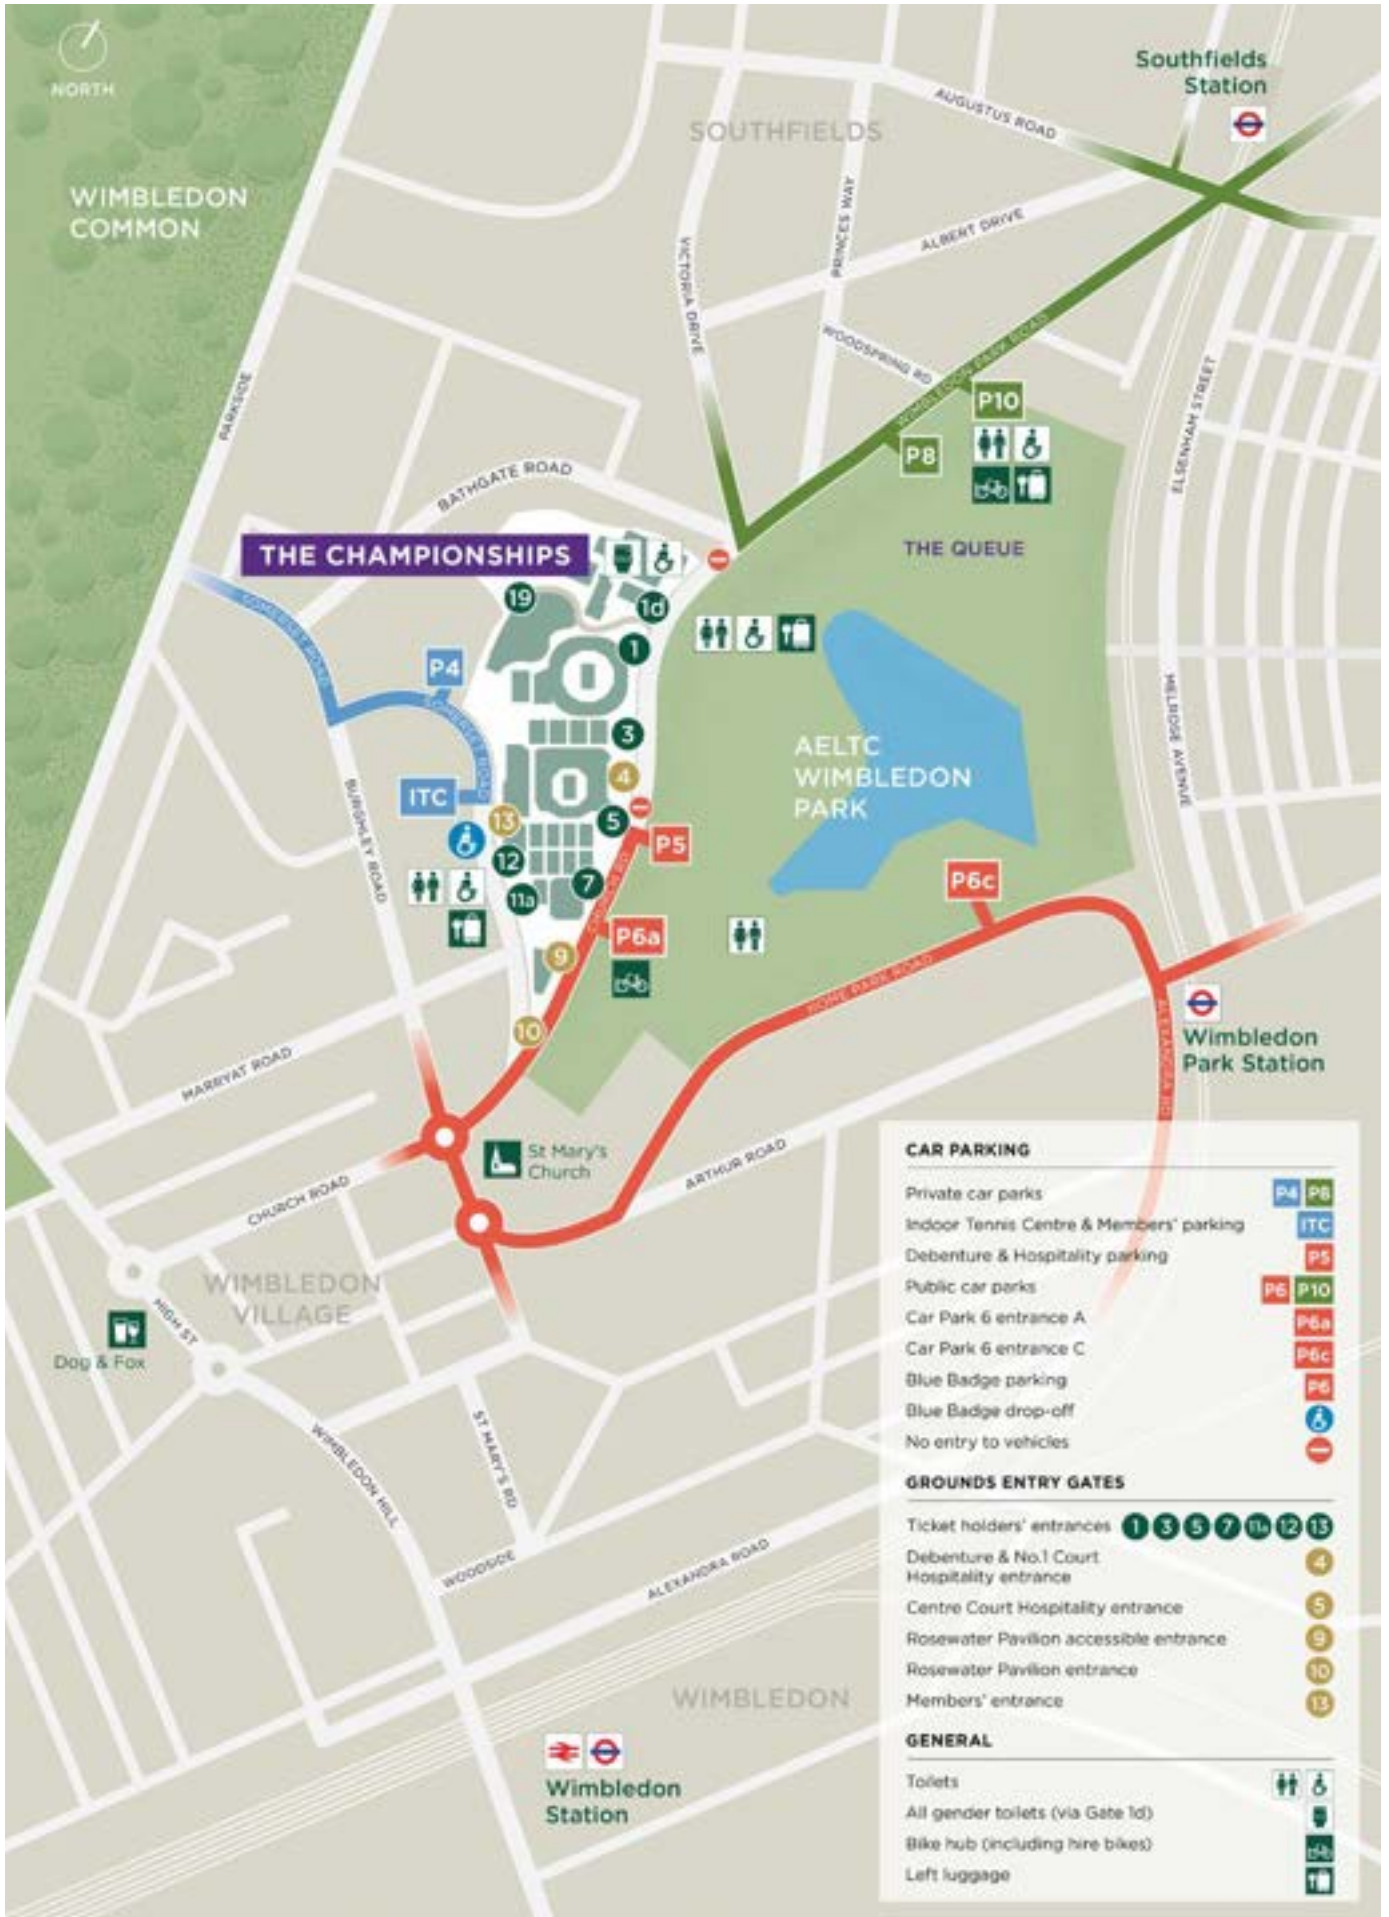 NORTH
Southfields
Station
AUGUSTUS ROAD
SOUTHFIELDS
WIMBLEDON
COMMON
PRINCES WAY
ALBERT DRIVE
VICTORIA DRIVE
WOODSPRING RD
WIMBLEDON PARK ROAD
PARKSIDE
ELSENHAM STREET
P10
P8
BATHGATE ROAD
THE CHAMPIONSHIPS
THE QUEUE
19
1d
SOMERSET ROAD
1
P4
SOMERSET ROAD
3
MELROSE AVENUE
AELTC
WIMBLEDON
PARK
4
ITC
BURGHLEY ROAD
13
5
P5
12
7
CHURCH RD
11a
P6c
P6a
9
HOME PARK ROAD
10
ALEXANDRA RD
Wimbledon
Park Station
MARRYAT ROAD
St Mary's
Church
ARTHUR ROAD
CHURCH ROAD
WIMBLEDON
VILLAGE
HIGH ST
Dog & Fox
WIMBLEDON HILL
ST MARY'S RD
WOODSIDE
ALEXANDRA ROAD
WIMBLEDON
Wimbledon
Station
CAR PARKING
Private car parks P4 P8
Indoor Tennis Centre & Members' parking ITC
Debenture & Hospitality parking P5
Public car parks P6 P10
Car Park 6 entrance A P6a
Car Park 6 entrance C P6c
Blue Badge parking P6
Blue Badge drop-off
No entry to vehicles
GROUNDS ENTRY GATES
Ticket holders' entrances 1 3 5 7 11a 12 13
Debenture & No.1 Court
Hospitality entrance 4
Centre Court Hospitality entrance 5
Rosewater Pavilion accessible entrance 9
Rosewater Pavilion entrance 10
Members' entrance 13
GENERAL
Toilets
All gender toilets (via Gate 1d)
Bike hub (including hire bikes)
Left luggage